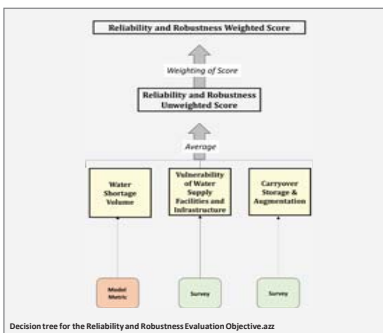 Reliability and Robustness Weighted Score
Weighting of Score
Reliability and Robustness
Unweighted Score
Average
Water
Shortage
Volume
Vulnerability
of Water
Supply
Facilities and
Infrastructure
Carryover
Storage &
Augmentation
Model
Metric
Survey
Survey
Decision tree for the Reliability and Robustness Evaluation Objective.azz